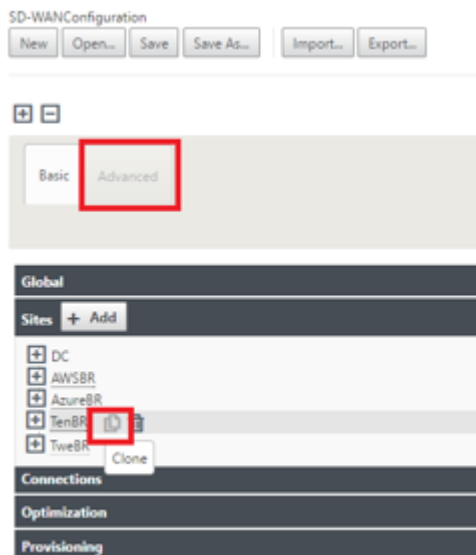 SD-WANConfiguration
New Open... Save Save As... Import... Export...
Basic Advanced
Global
Sites + Add
DC
AWSBR
AzureBR
TenBR
TweBR
Clone
Connections
Optimization
Provisioning